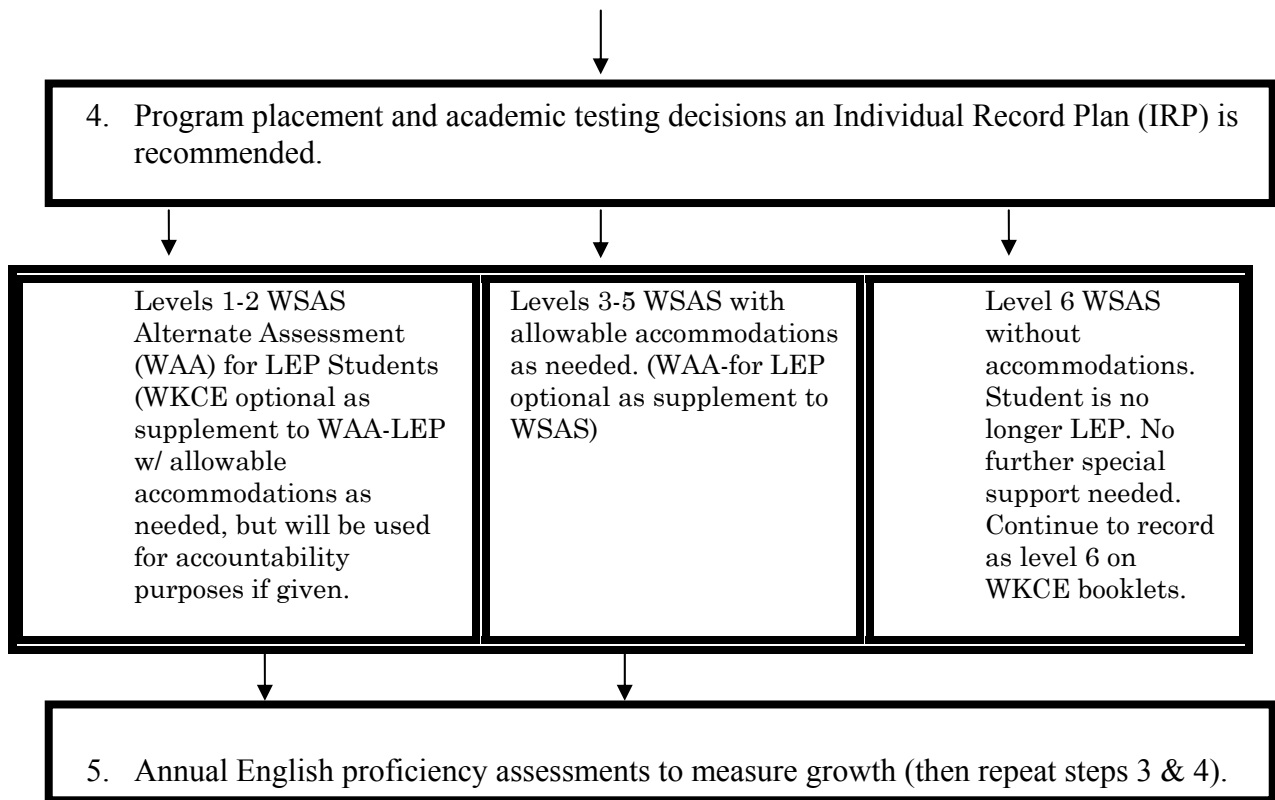 4. Program placement and academic testing decisions an Individual Record Plan (IRP) is
recommended.
Levels 1-2 WSAS
Alternate Assessment
(WAA) for LEP Students
(WKCE optional as
supplement to WAA-LEP
w/ allowable
accommodations as
needed, but will be used
for accountability
purposes if given.
Levels 3-5 WSAS with
allowable accommodations
as needed. (WAA-for LEP
optional as supplement to
WSAS)
Level 6 WSAS
without
accommodations.
Student is no
longer LEP. No
further special
support needed.
Continue to record
as level 6 on
WKCE booklets.
5. Annual English proficiency assessments to measure growth (then repeat steps 3 & 4).